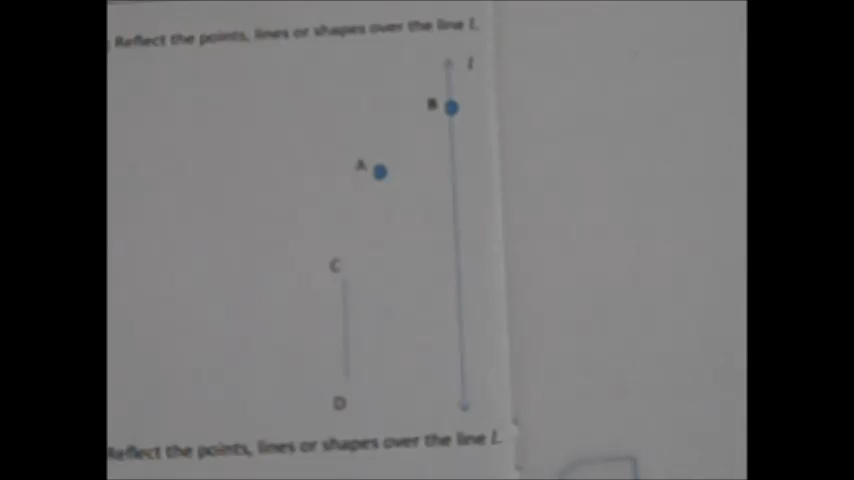 Reflect the points, lines or shapes over the line l.
l
B
A
C
D
Reflect the points, lines or shapes over the line l.